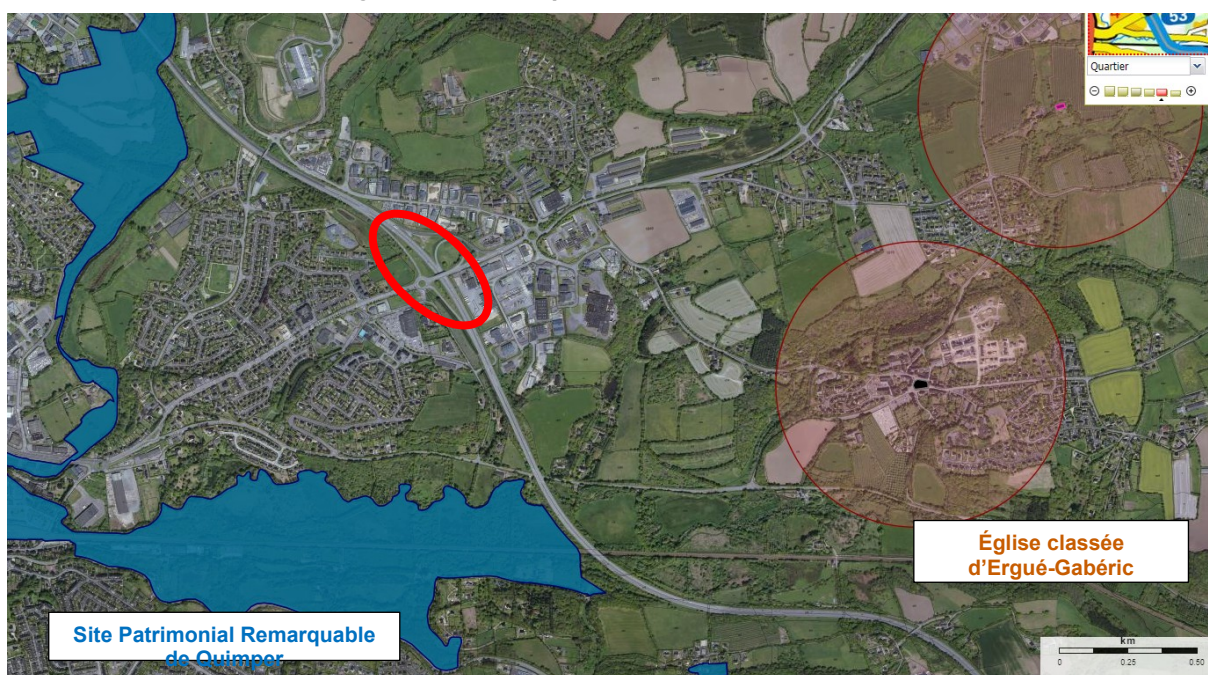 53
Quartier
Église classée
d'Ergué-Gabéric
Site Patrimonial Remarquable
de Quimper
km
0 0.25 0.50